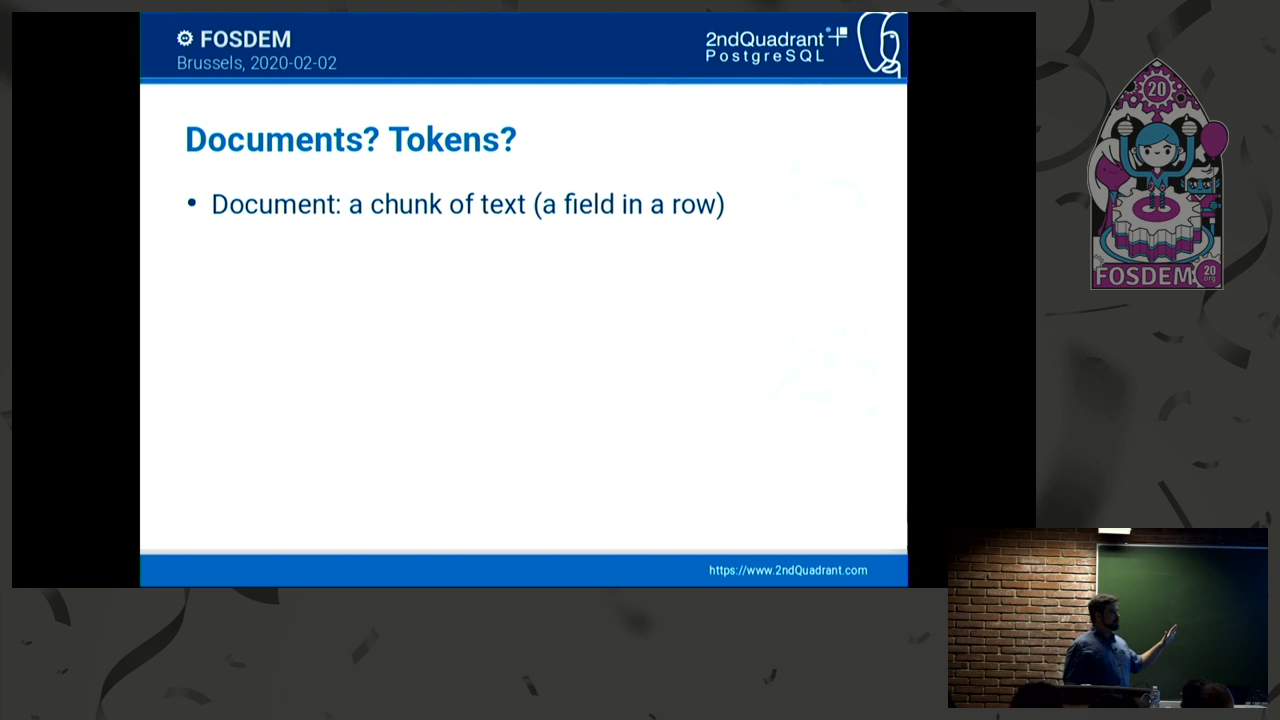 FOSDEM
Brussels, 2020-02-02
2ndQuadrant
PostgreSQL
Documents? Tokens?
• Document: a chunk of text (a field in a row)
https://www.2ndQuadrant.com
20
FOSDEM
20
.org